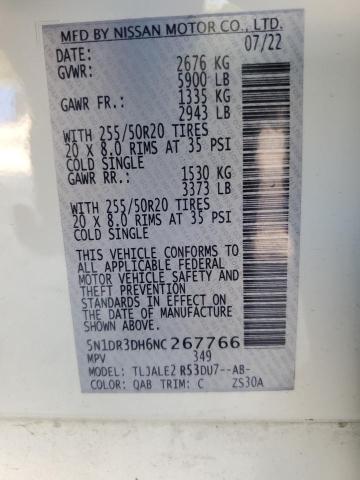 MFD BY NISSAN MOTOR CO., LTD.
DATE: 07/22
GVWR: 2676 KG
5900 LB
GAWR FR.: 1335 KG
2943 LB
WITH 255/50R20 TIRES
20 X 8.0 RIMS AT 35 PSI
COLD SINGLE
GAWR RR.: 1530 KG
3373 LB
WITH 255/50R20 TIRES
20 X 8.0 RIMS AT 35 PSI
COLD SINGLE
THIS VEHICLE CONFORMS TO
ALL APPLICABLE FEDERAL
MOTOR VEHICLE SAFETY AND
THEFT PREVENTION
STANDARDS IN EFFECT ON
THE DATE OF MANUFACTURE
SHOWN ABOVE.
5N1DR3DH6NC267766
MPV 349
MODEL: TLJALE2 R53DU7--AB-
COLOR: QAB TRIM: C ZS30A